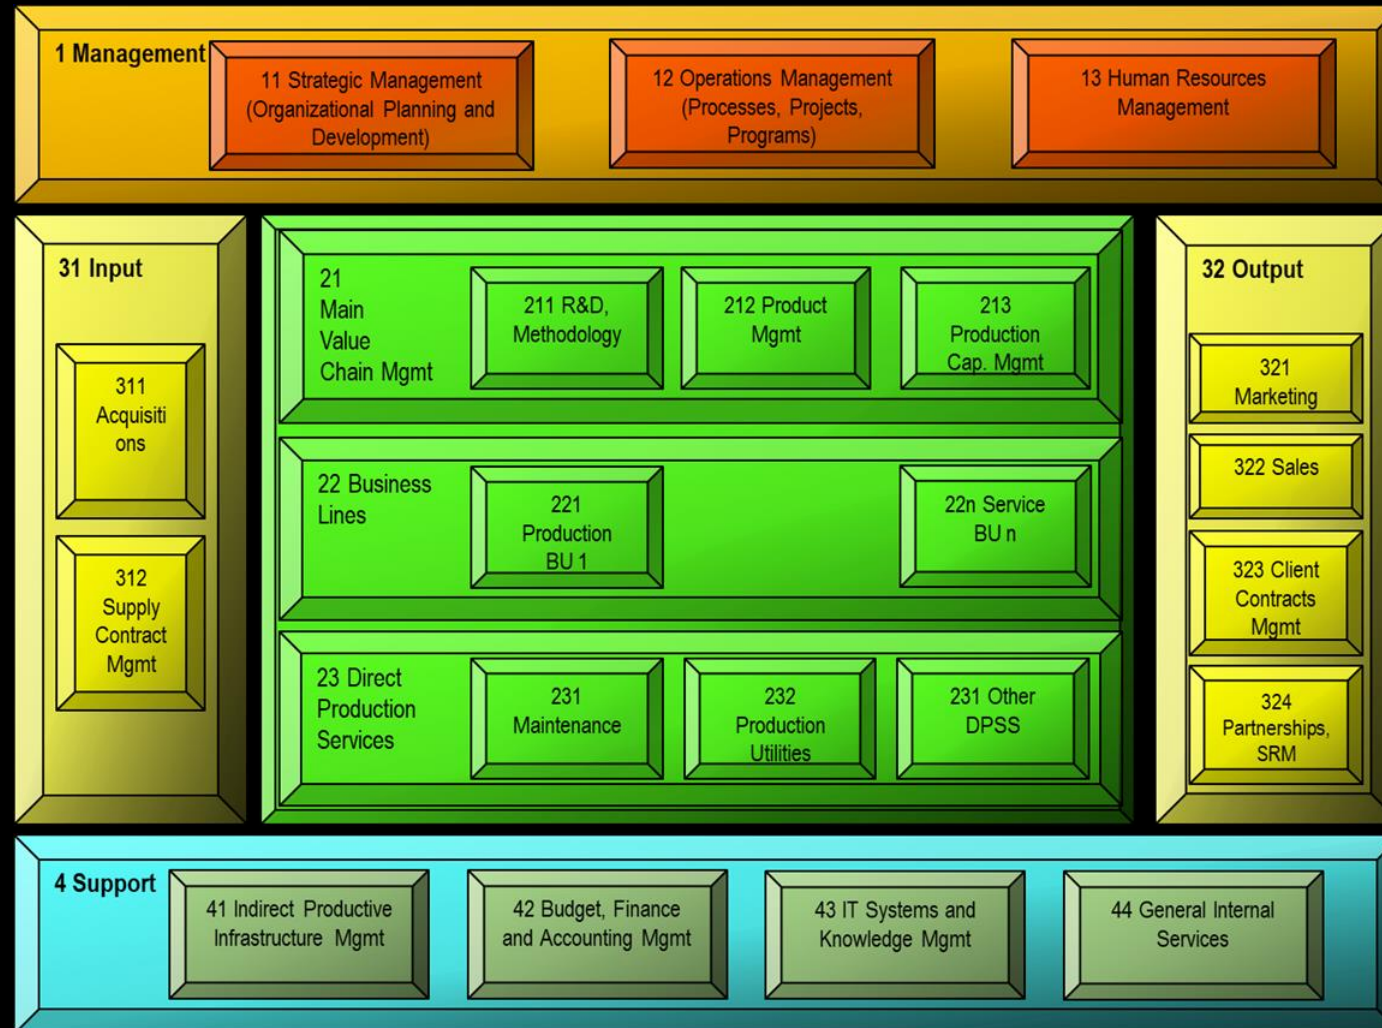 1 Management
11 Strategic Management
(Organizational Planning and
Development)
12 Operations Management
(Processes, Projects,
Programs)
13 Human Resources
Management
31 Input
311
Acquisiti
ons
312
Supply
Contract
Mgmt
21
Main
Value
Chain Mgmt
211 R&D,
Methodology
212 Product
Mgmt
213
Production
Cap. Mgmt
22 Business
Lines
221
Production
BU 1
22n Service
BU n
23 Direct
Production
Services
231
Maintenance
232
Production
Utilities
231 Other
DPSS
32 Output
321
Marketing
322 Sales
323 Client
Contracts
Mgmt
324
Partnerships,
SRM
4 Support
41 Indirect Productive
Infrastructure Mgmt
42 Budget, Finance
and Accounting Mgmt
43 IT Systems and
Knowledge Mgmt
44 General Internal
Services